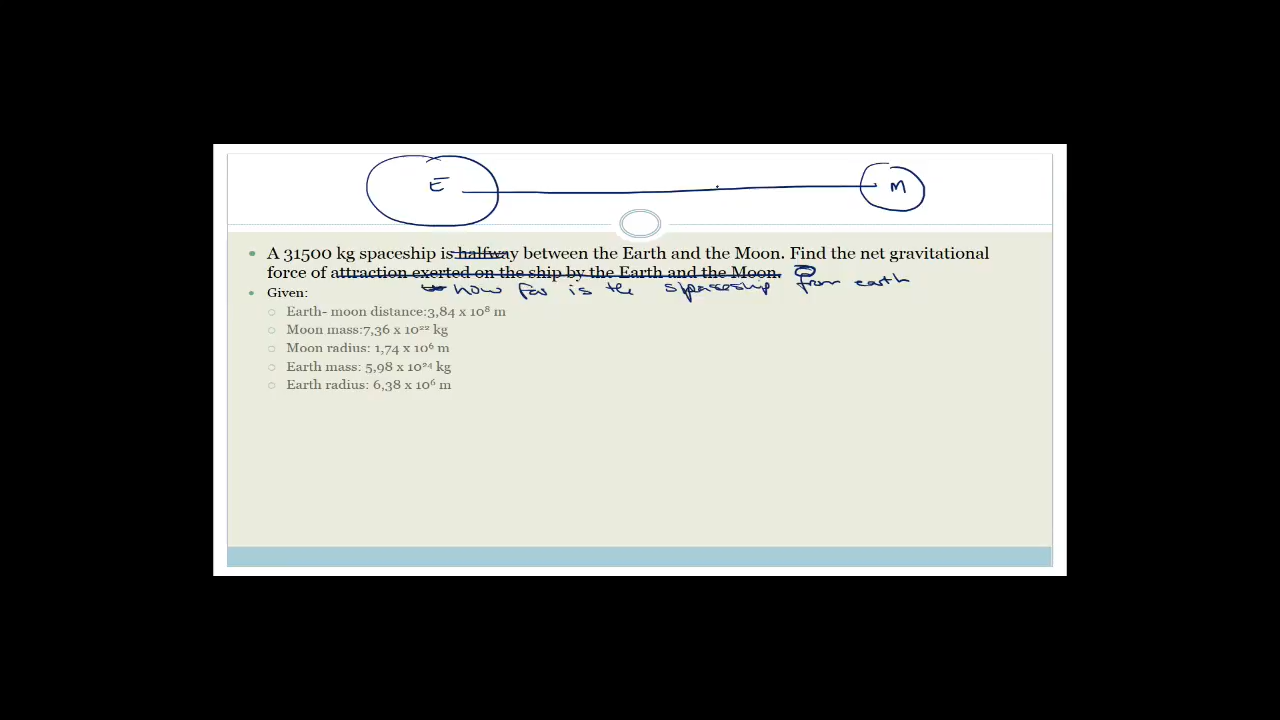 E M
A 31500 kg spaceship is halfway between the Earth and the Moon. Find the net gravitational
force of attraction exerted on the ship by the Earth and the Moon.
how far is the spaceship from earth
Given:
Earth- moon distance:3,84 x 10⁸ m
Moon mass:7,36 x 10²² kg
Moon radius: 1,74 x 10⁶ m
Earth mass: 5,98 x 10²⁴ kg
Earth radius: 6,38 x 10⁶ m